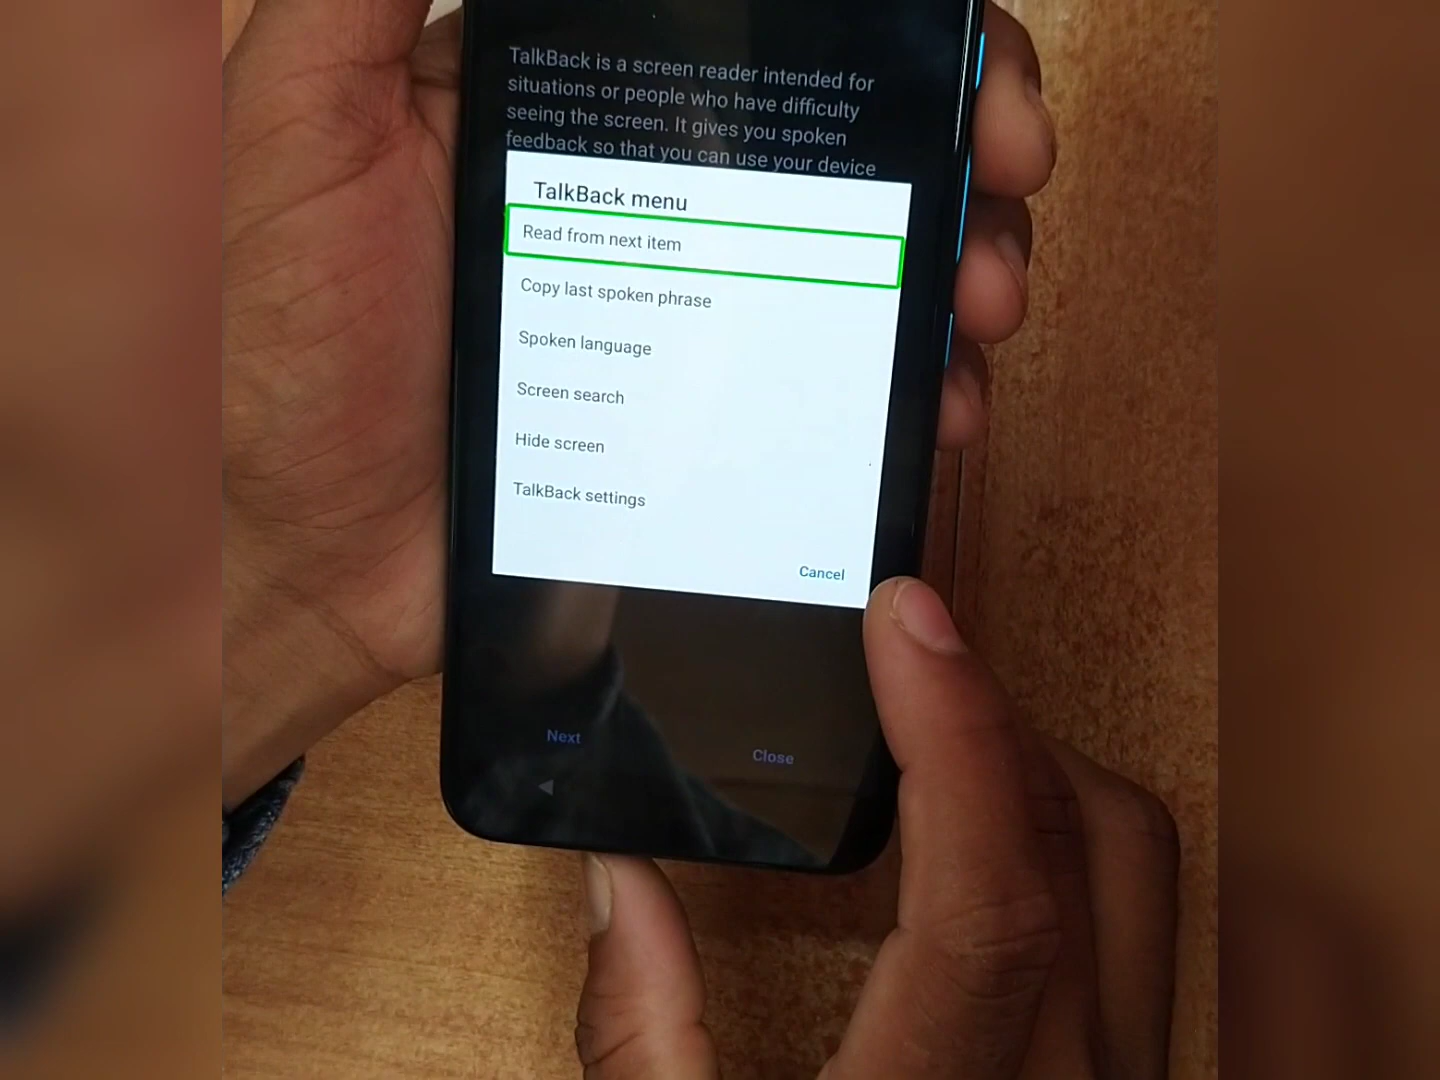 TalkBack is a screen reader intended for
situations or people who have difficulty
seeing the screen. It gives you spoken
feedback so that you can use your device
TalkBack menu
Read from next item
Copy last spoken phrase
Spoken language
Screen search
Hide screen
TalkBack settings
Cancel
Next
Close